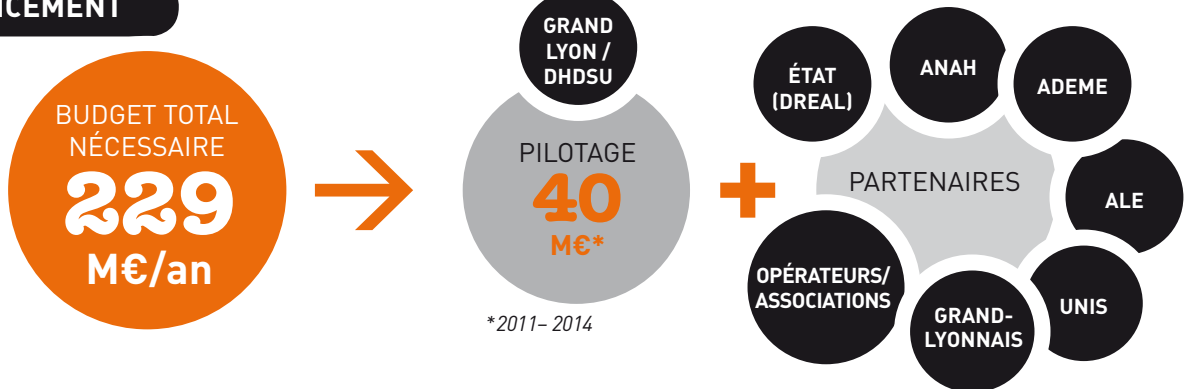 NCEMENT
BUDGET TOTAL
NÉCESSAIRE
229
M€/an
GRAND
LYON /
DHDSU
PILOTAGE
40
M€*
*2011– 2014
PARTENAIRES
ÉTAT
(DREAL)
ANAH
ADEME
ALE
UNIS
GRAND-
LYONNAIS
OPÉRATEURS/
ASSOCIATIONS